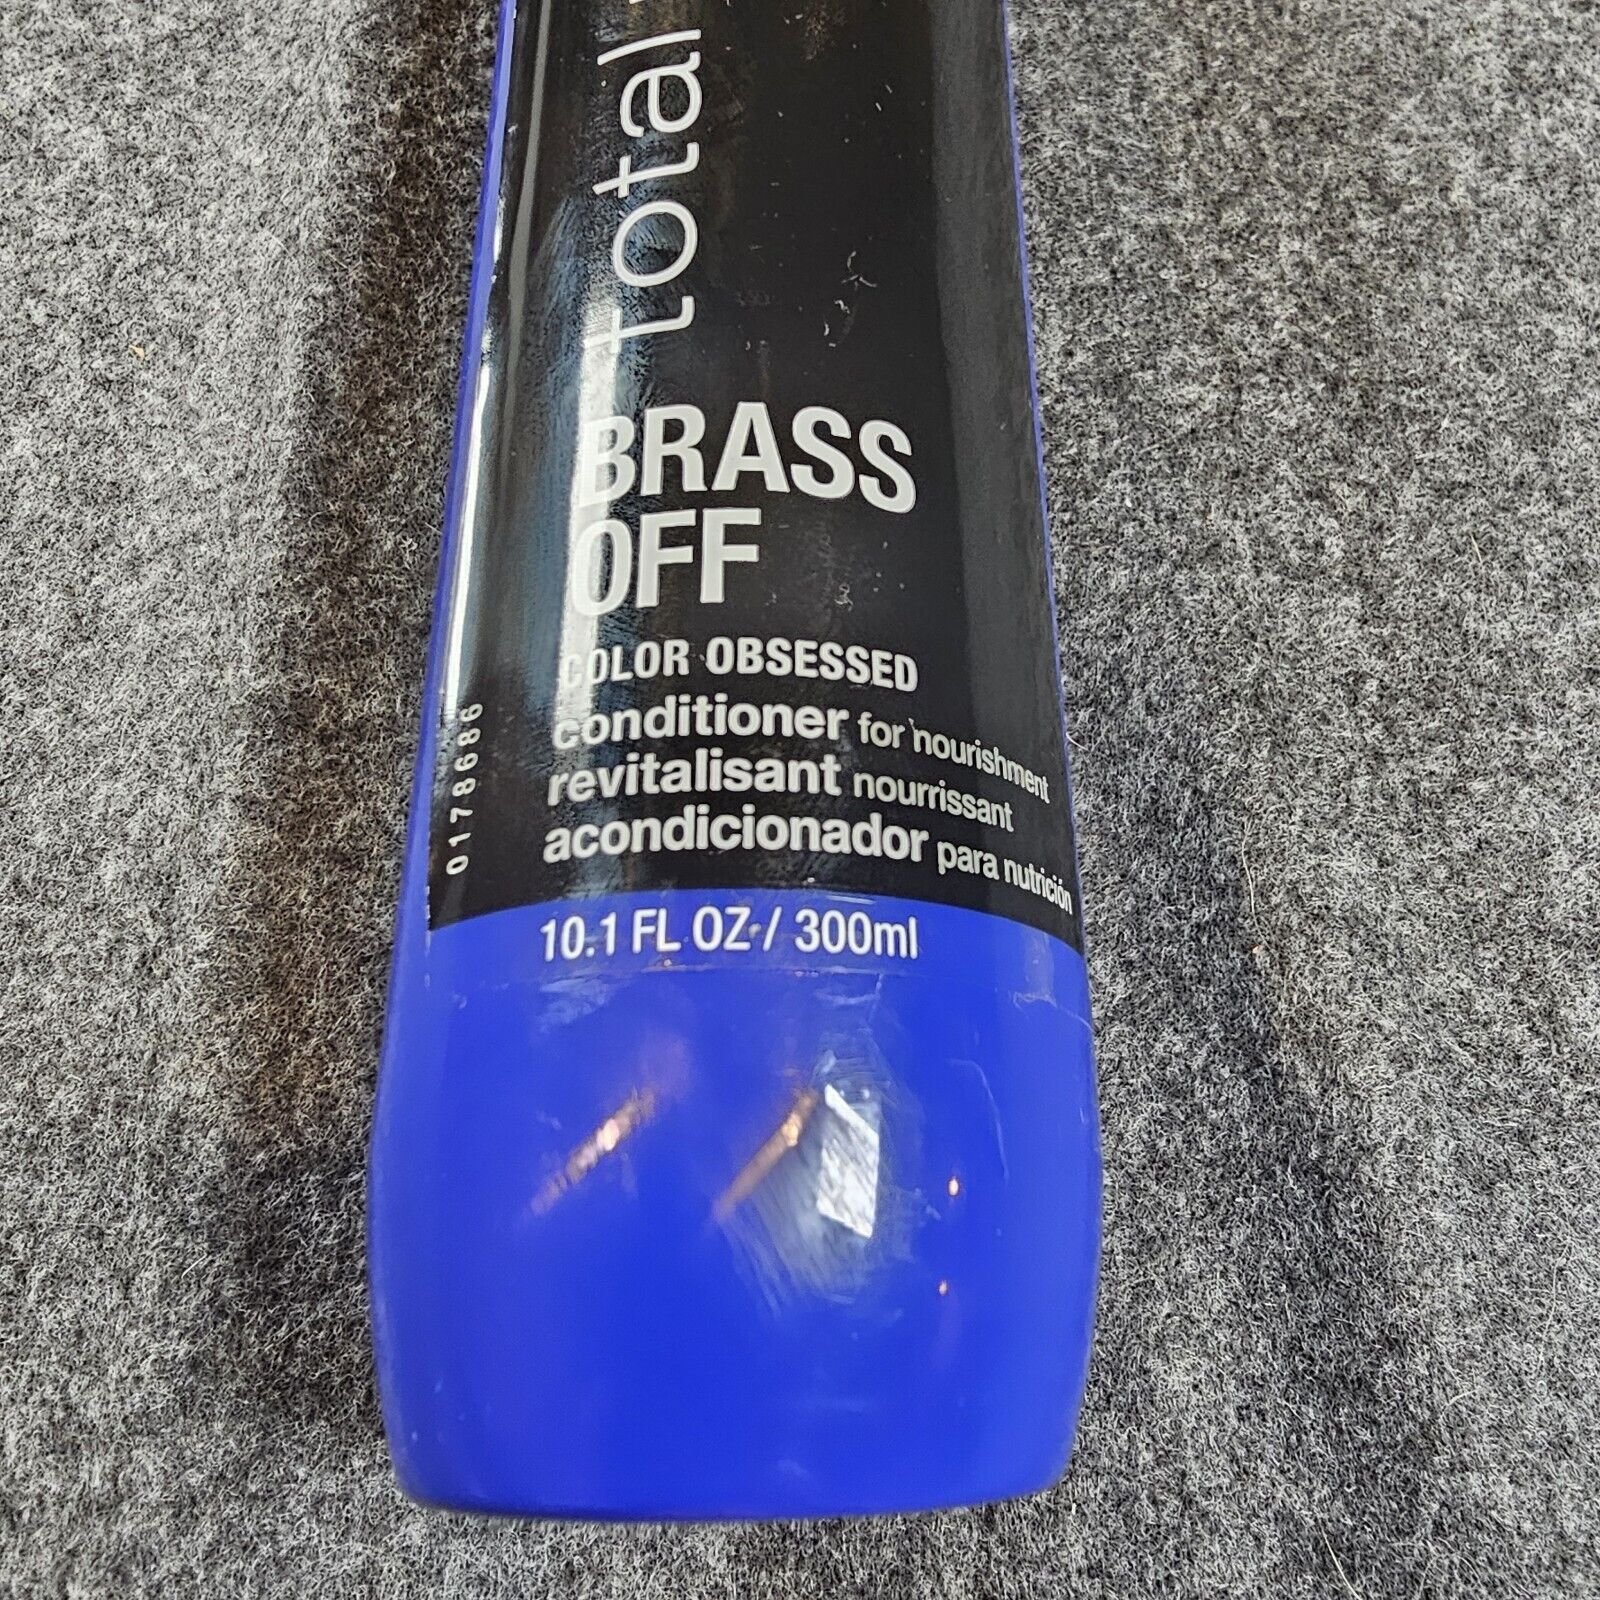 total
BRASS
OFF
COLOR OBSESSED
conditioner for nourishment
revitalisant nourrissant
acondicionador para nutrición
10.1 FL OZ / 300ml
0178686